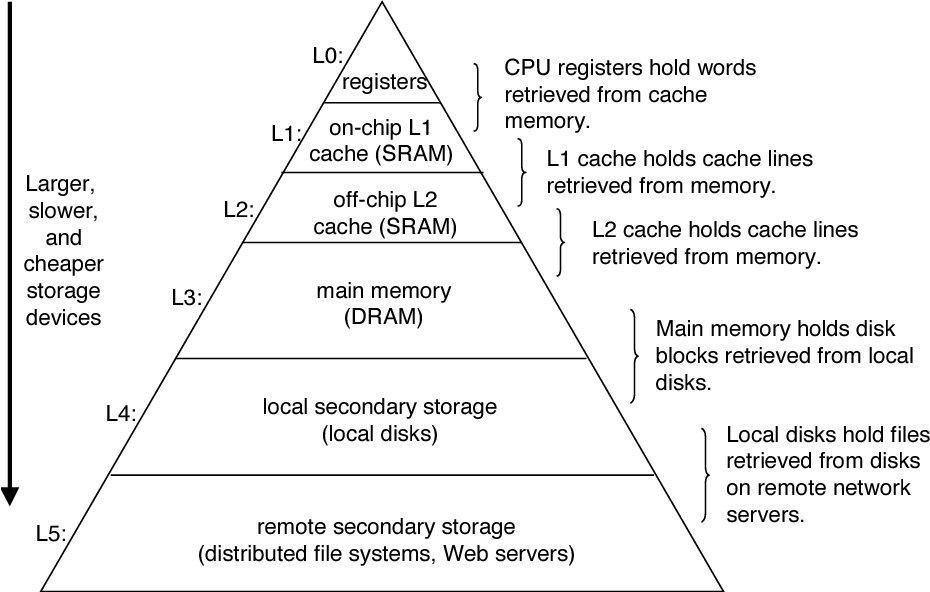 L0:
registers
CPU registers hold words
retrieved from cache
memory.
L1:
on-chip L1
cache (SRAM)
L1 cache holds cache lines
retrieved from memory.
Larger,
slower,
and
cheaper
storage
devices
L2:
off-chip L2
cache (SRAM)
L2 cache holds cache lines
retrieved from memory.
L3:
main memory
(DRAM)
Main memory holds disk
blocks retrieved from local
disks.
L4:
local secondary storage
(local disks)
Local disks hold files
retrieved from disks
on remote network
servers.
L5:
remote secondary storage
(distributed file systems, Web servers)